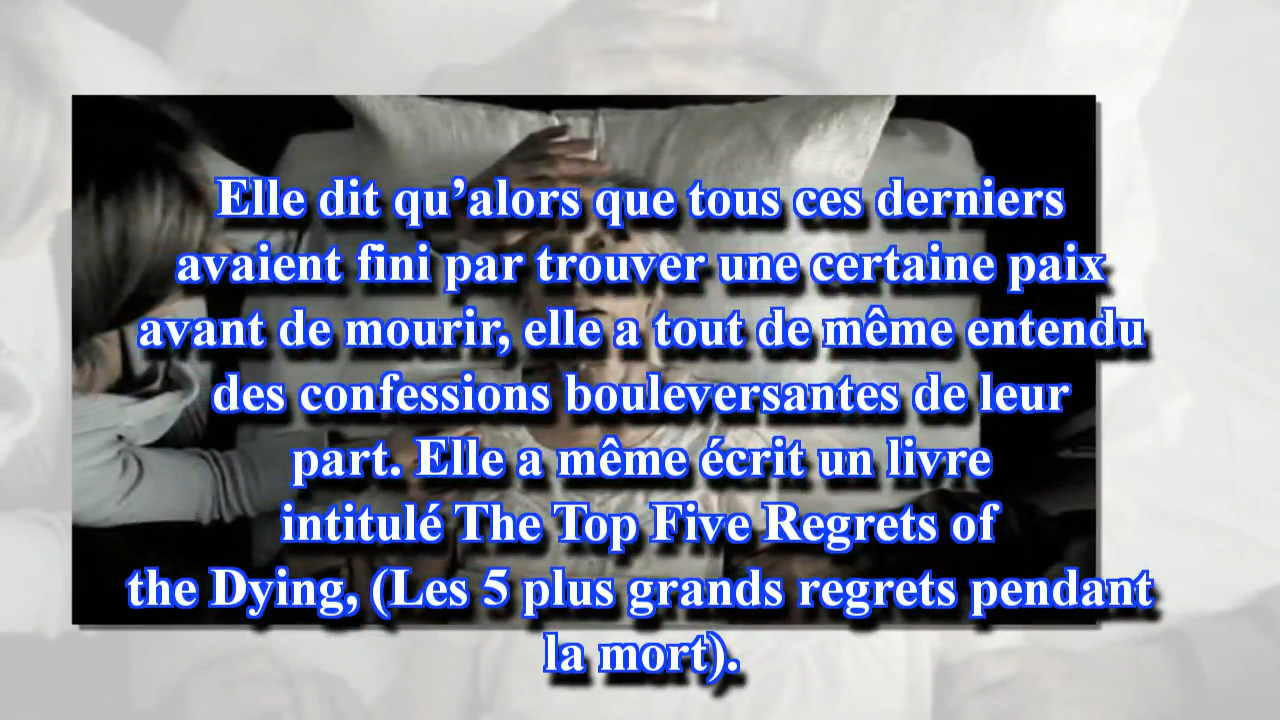 Elle dit qu’alors que tous ces derniers
avaient fini par trouver une certaine paix
avant de mourir, elle a tout de même entendu
des confessions bouleversantes de leur
part. Elle a même écrit un livre
intitulé The Top Five Regrets of
the Dying, (Les 5 plus grands regrets pendant
la mort).